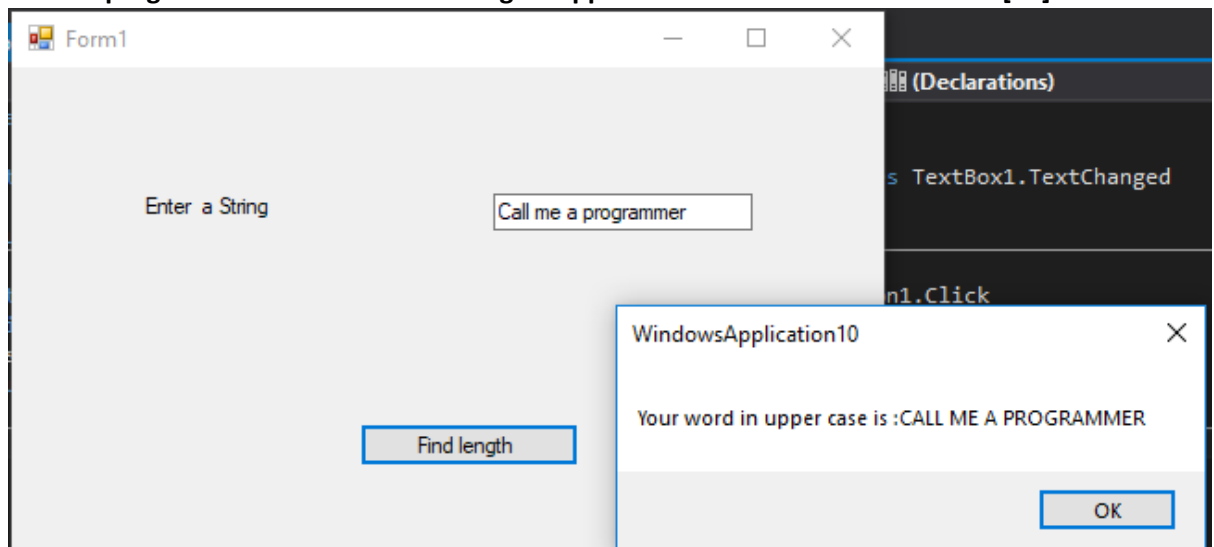 Form1
(Declarations)
s TextBox1.TextChanged
Enter a String
Call me a programmer
n1.Click
WindowsApplication10
Your word in upper case is :CALL ME A PROGRAMMER
Find length
OK